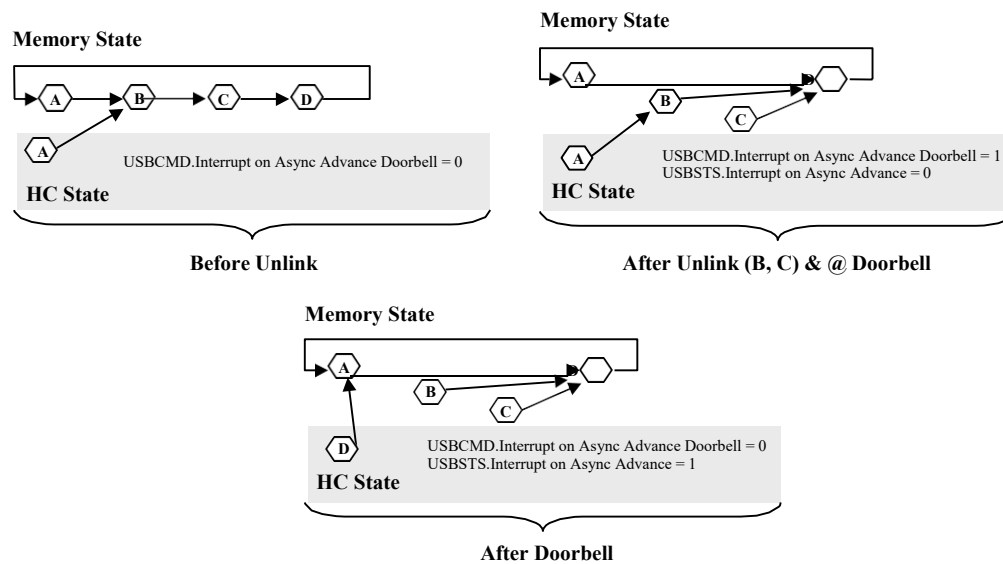 Memory State
A B C D
A
USBCMD.Interrupt on Async Advance Doorbell = 0
HC State
Before Unlink
Memory State
A
B
C
A
USBCMD.Interrupt on Async Advance Doorbell = 1
USBSTS.Interrupt on Async Advance = 0
HC State
After Unlink (B, C) & @ Doorbell
Memory State
A
B
C
D
USBCMD.Interrupt on Async Advance Doorbell = 0
USBSTS.Interrupt on Async Advance = 1
HC State
After Doorbell